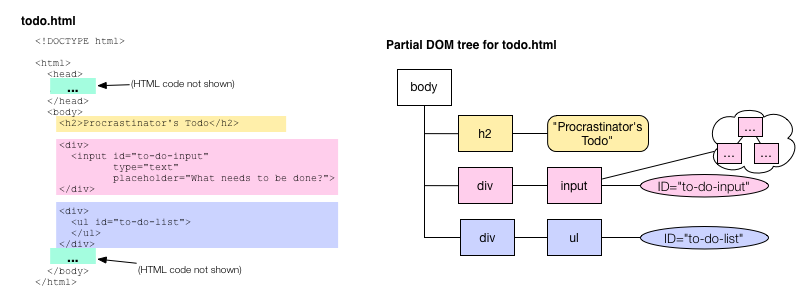 todo.html
<!DOCTYPE html>
<html>
<head>
...
(HTML code not shown)
</head>
<body>
<h2>Procrastinator's Todo</h2>
<div>
<input id="to-do-input"
type="text"
placeholder="What needs to be done?">
</div>
<div>
<ul id="to-do-list">
</ul>
</div>
...
(HTML code not shown)
</body>
</html>
Partial DOM tree for todo.html
body
h2
"Procrastinator's
Todo"
...
...
...
div
input
ID="to-do-input"
div
ul
ID="to-do-list"